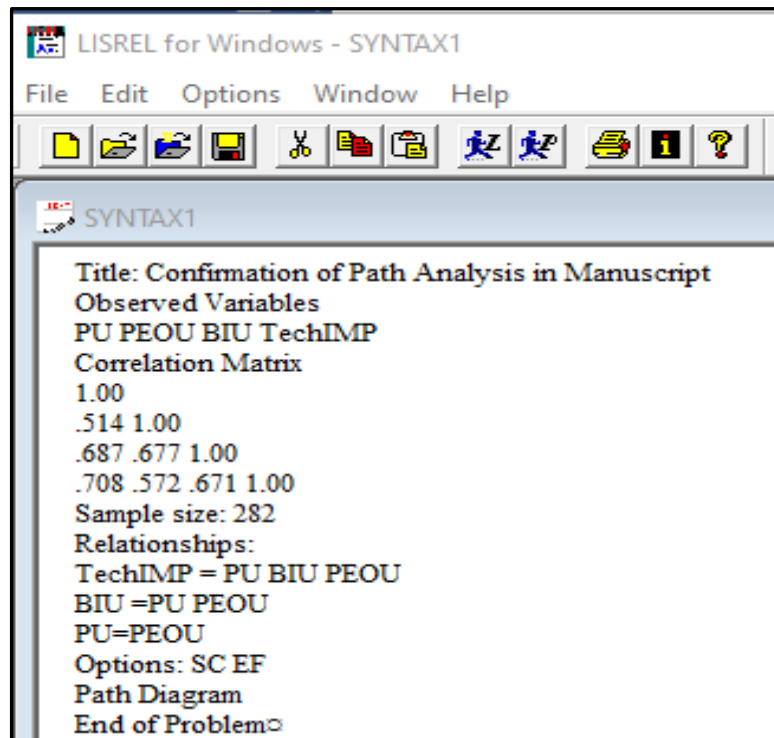 LISREL for Windows - SYNTAX1
File Edit Options Window Help
SYNTAX1
Title: Confirmation of Path Analysis in Manuscript
Observed Variables
PU PEOU BIU TechIMP
Correlation Matrix
1.00
.514 1.00
.687 .677 1.00
.708 .572 .671 1.00
Sample size: 282
Relationships:
TechIMP = PU BIU PEOU
BIU =PU PEOU
PU=PEOU
Options: SC EF
Path Diagram
End of Problem¤